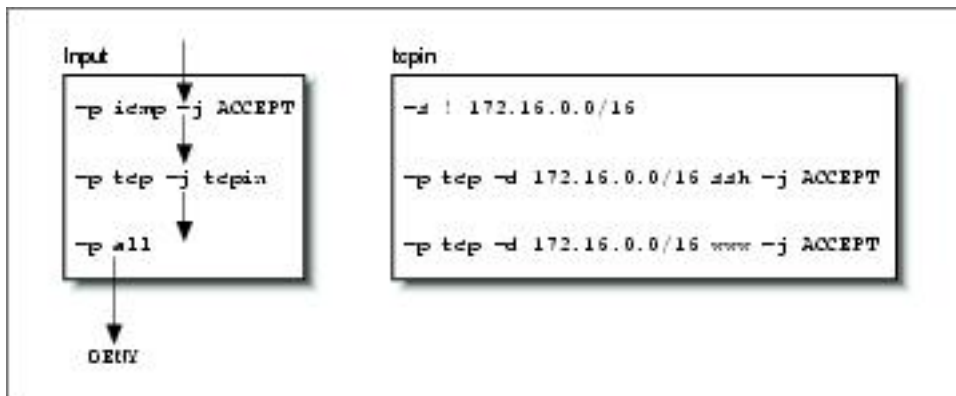 Input
-p icmp -j ACCEPT
-p tcp -j tcpin
-p all
DENY
tcpin
-s ! 172.16.0.0/16
-p tcp -d 172.16.0.0/16 ssh -j ACCEPT
-p tcp -d 172.16.0.0/16 www -j ACCEPT